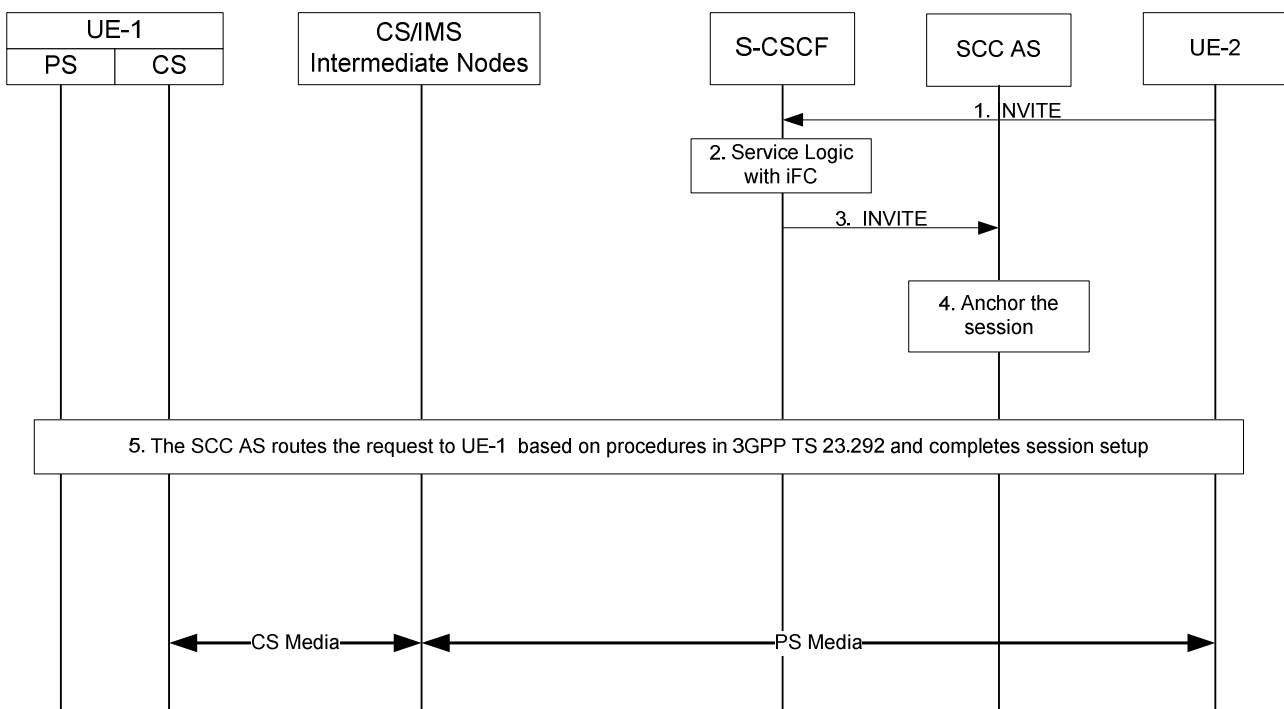 UE-1
PS CS
CS/IMS
Intermediate Nodes
S-CSCF
SCC AS
UE-2
1. NVITE
2. Service Logic
with iFC
3. INVITE
4. Anchor the
session
5. The SCC AS routes the request to UE-1 based on procedures in 3GPP TS 23.292 and completes session setup
CS Media
PS Media